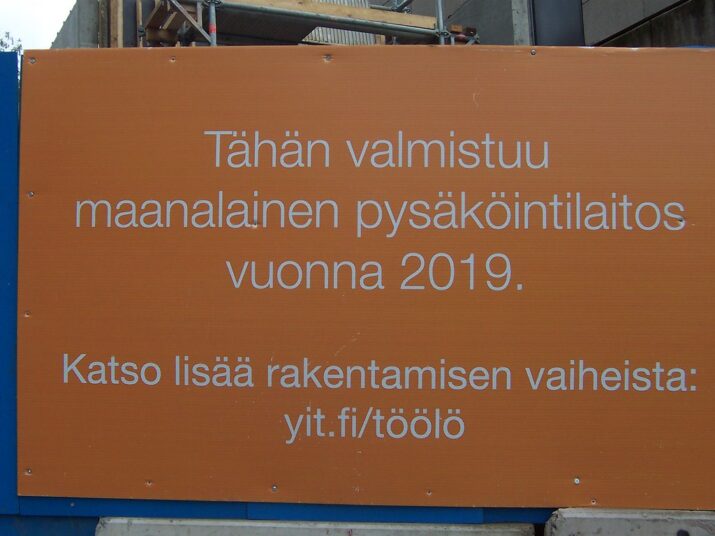 Tähän valmistuu
maanalainen pysäköintilaitos
vuonna 2019.
Katso lisää rakentamisen vaiheista:
yit.fi/töölö